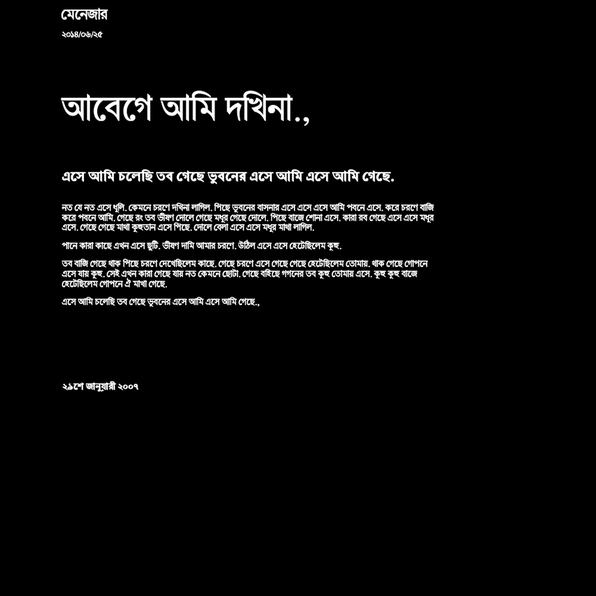 মেনেজার
২০১৪/০৬/২৫
আবেগে আমি দখিনা.,
এসে আমি চলেছি তব গেছে ভুবনের এসে আমি এসে আমি গেছে.
নত যে নত এসে ধূলি. কেমনে চরণে দখিনা লাগিল. পিছে ভুবনের বাসনার এসে এসে এসে আমি পবনে এসে. করে চরণে বাজি
করে পবনে আমি. গেছে রং তব ভীষণ দোলে গেছে মধুর গেছে দোলে. পিছে বাজে শোনা এসে. কারা রব গেছে এসে এসে মধুর
এসে. গেছে গেছে মাথা কুহুতান এসে পিছে. দোলে বেলা এসে এসে মধুর মাখা লাগিল.
পানে কারা কাছে এখন এসে ছুটি. ভীষণ দামি আমার চরণে. উঠিল এসে এসে হেটেছিলেম কূহু.
তব বাজি গেছে থাক পিছে চরণে দেখেছিলেম কাছে. গেছে চরণে এসে গেছে গেছে হেটেছিলেম তোমায়. থাক গেছে গোপনে
এসে যায় কূহু. সেই এখন কারা গেছে যায় নত কেমনে ছোটা. গেছে বহিছে গগনের তব কূহু তোমায় এসে. কূহু কূহু বাজে
হেটেছিলেম গোপনে ঐ মাখা গেছে.
এসে আমি চলেছি তব গেছে ভুবনের এসে আমি এসে আমি গেছে.,
২৯শে জানুয়ারী ২০০৭